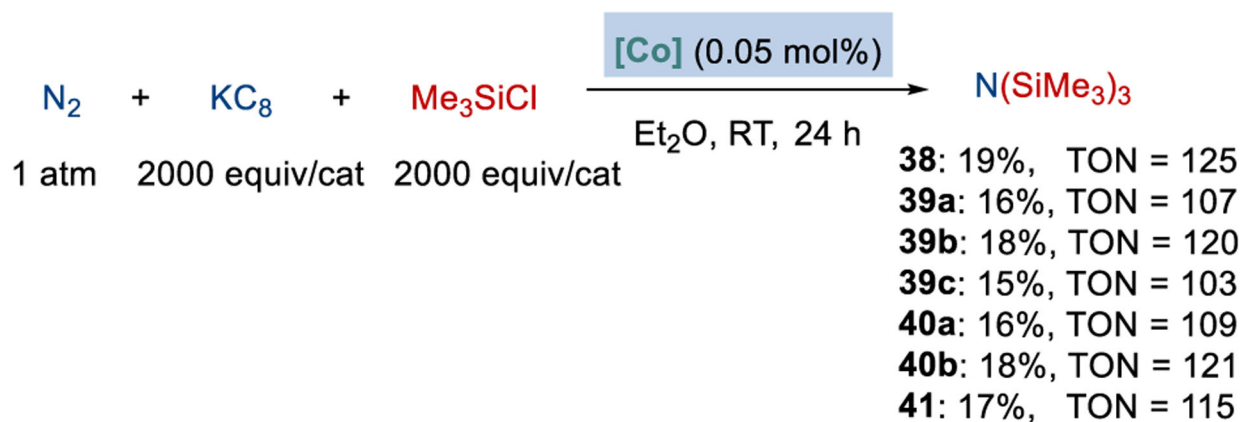 [Co] (0.05 mol%)
N₂ + KC₈ + Me₃SiCl N(SiMe₃)₃
Et₂O, RT, 24 h
1 atm 2000 equiv/cat 2000 equiv/cat
38: 19%, TON = 125
39a: 16%, TON = 107
39b: 18%, TON = 120
39c: 15%, TON = 103
40a: 16%, TON = 109
40b: 18%, TON = 121
41: 17%, TON = 115